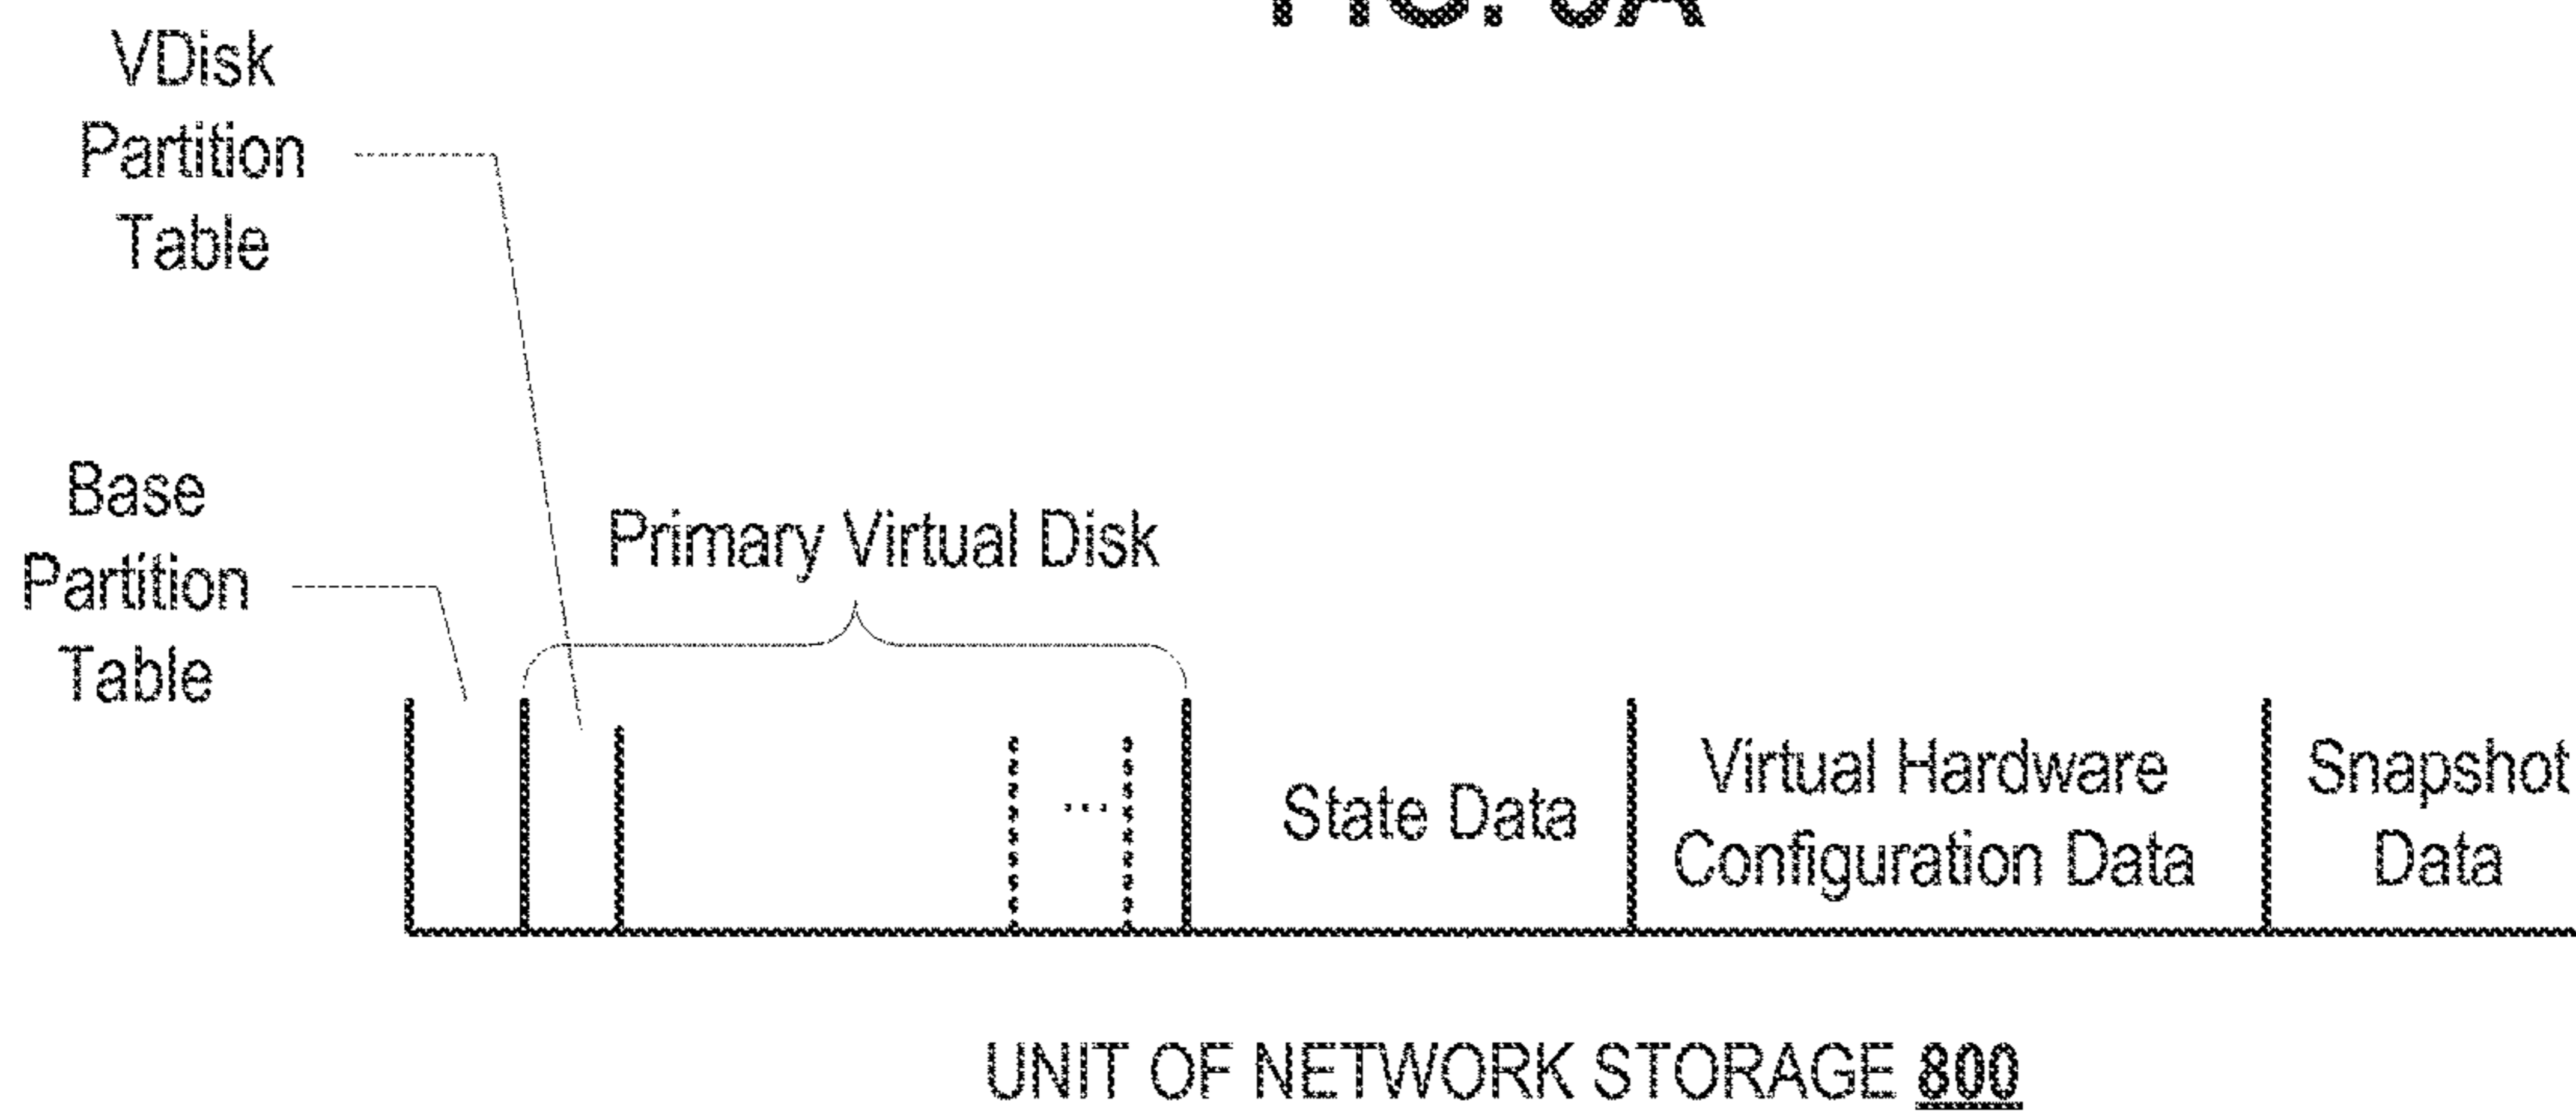 VDisk
Partition
Table
Base
Partition
Table
Primary Virtual Disk
...
State Data
Virtual Hardware
Configuration Data
Snapshot
Data
UNIT OF NETWORK STORAGE 800